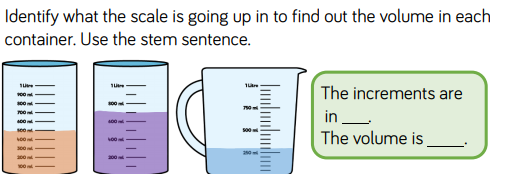 Identify what the scale is going up in to find out the volume in each
container. Use the stem sentence.
1 Litre
900 ml
800 ml
700 ml
600 ml
500 ml
400 ml
300 ml
200 ml
100 ml
1 Litre
800 ml
600 ml
400 ml
200 ml
1 Litre
750 ml
500 ml
250 ml
The increments are
in ___.
The volume is ____.